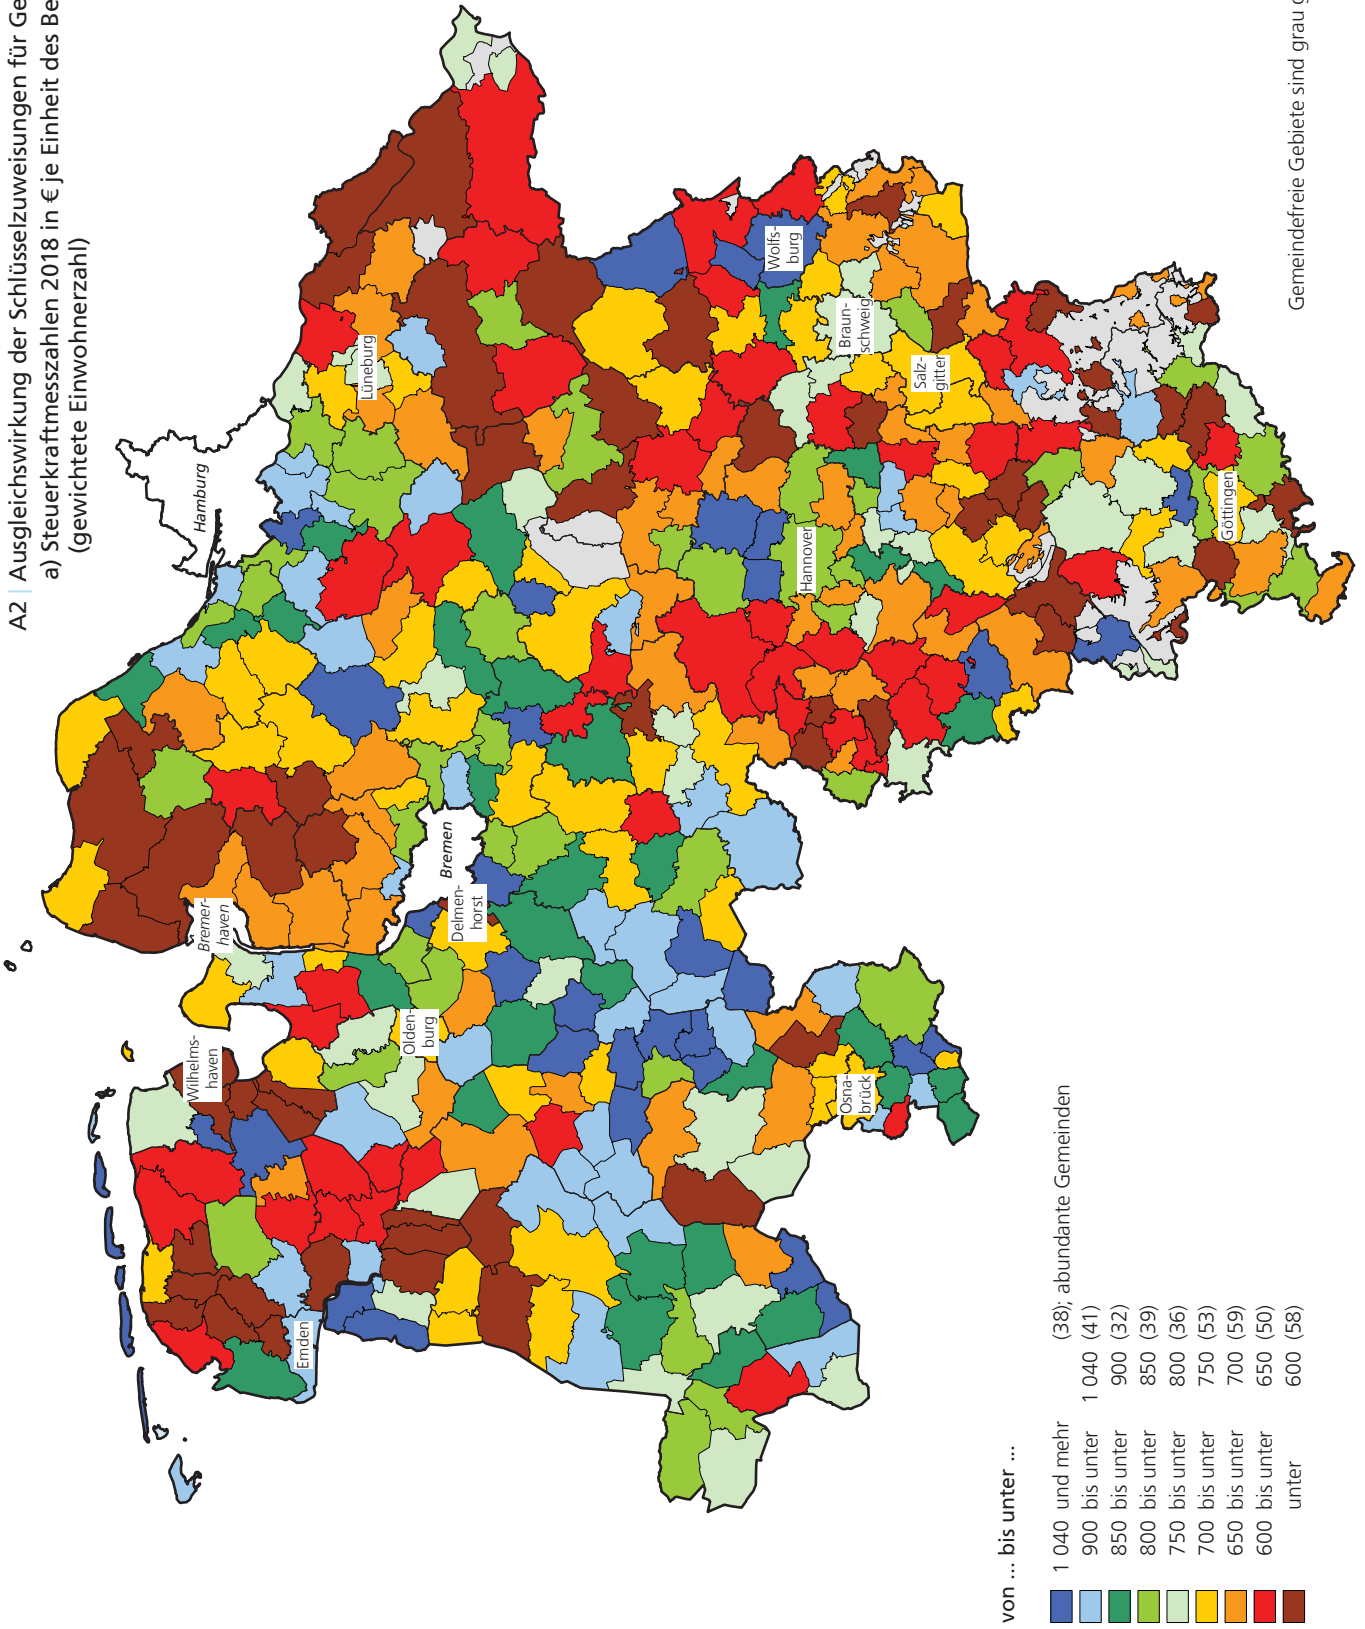 A2 | Ausgleichswirkung der Schlüsselzuweisungen für Ge
a) Steuerkraftmesszahlen 2018 in € je Einheit des Be
(gewichtete Einwohnerzahl)
Hamburg
Bremer-
haven
Wilhelms-
haven
Lüneburg
Emden
Olden-
burg
Bremen
Delmen-
horst
Wolfs-
burg
Hannover
Braun-
schweig
Osna-
brück
Salz-
gitter
Göttingen
von ... bis unter ...
1 040 und mehr (38); abundante Gemeinden
900 bis unter 1 040 (41)
850 bis unter 900 (32)
800 bis unter 850 (39)
750 bis unter 800 (36)
700 bis unter 750 (53)
650 bis unter 700 (59)
600 bis unter 650 (50)
unter 600 (58)
Gemeindefreie Gebiete sind grau g